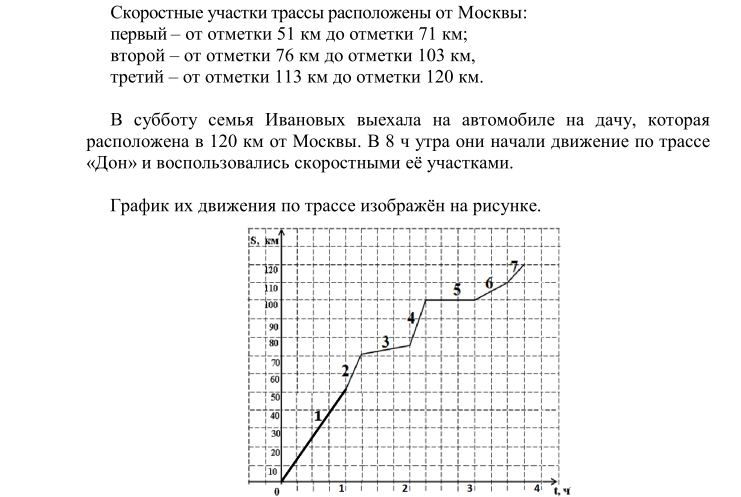 Скоростные участки трассы расположены от Москвы:
первый – от отметки 51 км до отметки 71 км;
второй – от отметки 76 км до отметки 103 км,
третий – от отметки 113 км до отметки 120 км.
В субботу семья Ивановых выехала на автомобиле на дачу, которая
расположена в 120 км от Москвы. В 8 ч утра они начали движение по трассе
«Дон» и воспользовались скоростными её участками.
График их движения по трассе изображён на рисунке.
S, км
120
110
100
90
80
70
60
50
40
30
20
10
0
1
2
3
4
5
6
7
1
2
3
4
t, ч